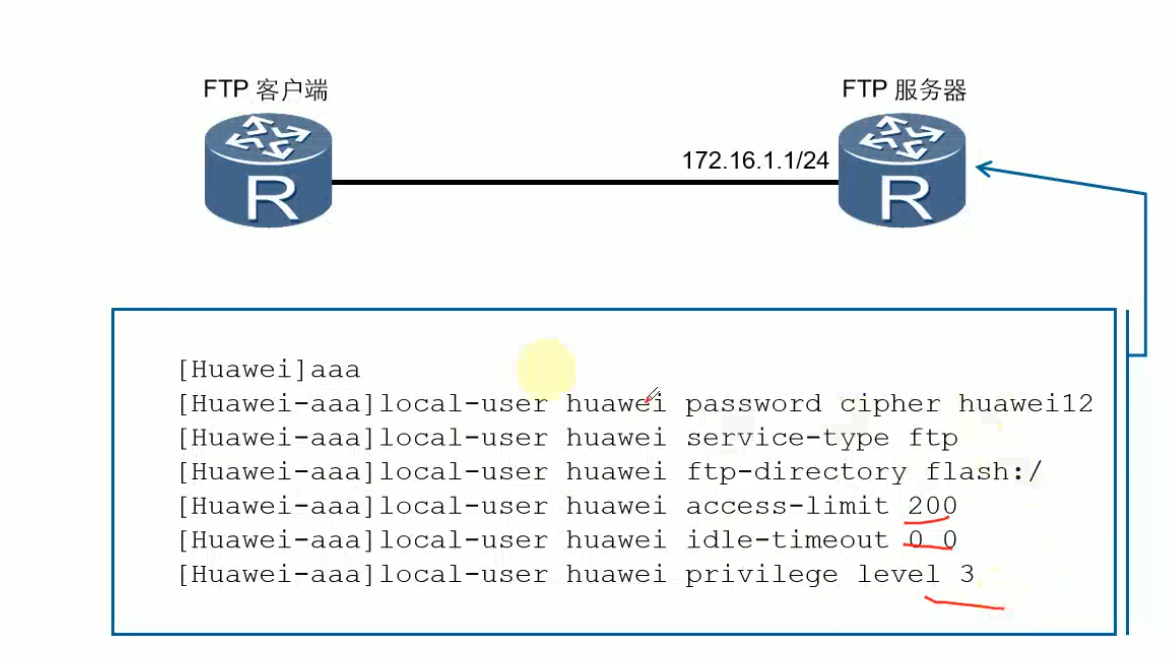 FTP 客户端
FTP 服务器
172.16.1.1/24
R
R
[Huawei]aaa
[Huawei-aaa]local-user huawei password cipher huawei12
[Huawei-aaa]local-user huawei service-type ftp
[Huawei-aaa]local-user huawei ftp-directory flash:/
[Huawei-aaa]local-user huawei access-limit 200
[Huawei-aaa]local-user huawei idle-timeout 0 0
[Huawei-aaa]local-user huawei privilege level 3